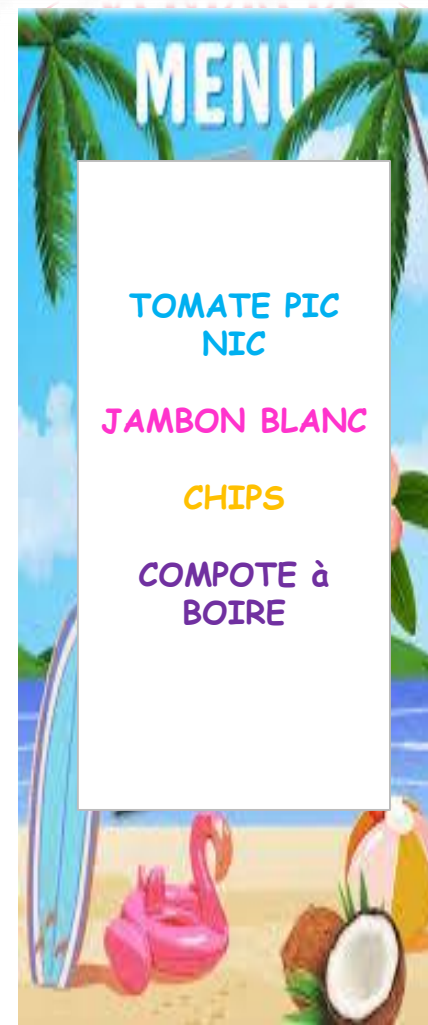 MENU
TOMATE PIC
NIC
JAMBON BLANC
CHIPS
COMPOTE à
BOIRE